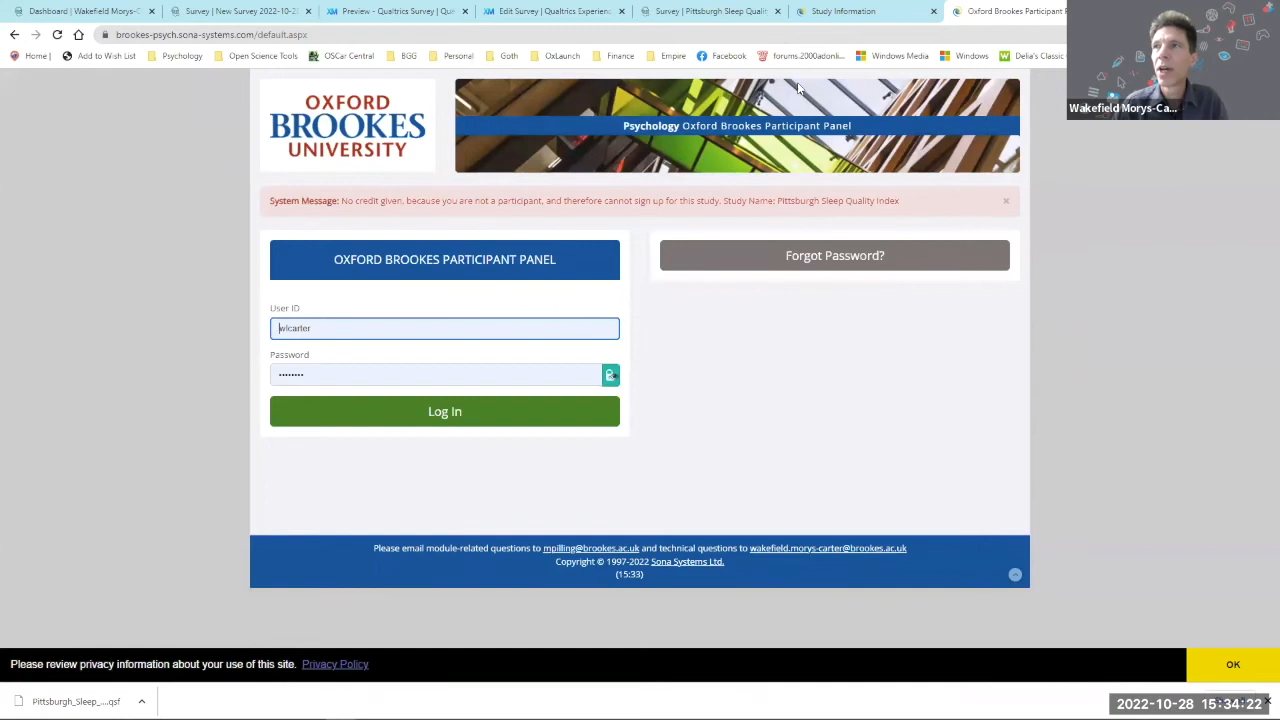 Dashboard | Wakefield Morys-C
Survey | New Survey 2022-10-2
Preview - Qualtrics Survey | Qu
Edit Survey | Qualtrics Experien
Survey | Pittsburgh Sleep Qualit
Study Information
Oxford Brookes Participant Pan
brookes-psych.sona-systems.com/default.aspx
Home |
Add to Wish List
Psychology
Open Science Tools
OSCar Central
BGG
Personal
Goth
OxLaunch
Finance
Empire
Facebook
forums.2000adonli...
Windows Media
Windows
Delia's Classic
Wakefield Morys-Ca...
OXFORD
BROOKES
UNIVERSITY
Psychology Oxford Brookes Participant Panel
System Message: No credit given, because you are not a participant, and therefore cannot sign up for this study. Study Name: Pittsburgh Sleep Quality Index
OXFORD BROOKES PARTICIPANT PANEL
Forgot Password?
User ID
wlcarter
Password
••••••••
Log In
Please email module-related questions to mpilling@brookes.ac.uk and technical questions to wakefield.morys-carter@brookes.ac.uk
Copyright © 1997-2022 Sona Systems Ltd.
(15:33)
Please review privacy information about your use of this site. Privacy Policy
OK
Pittsburgh_Sleep_....qsf
2022-10-28 15:34:22